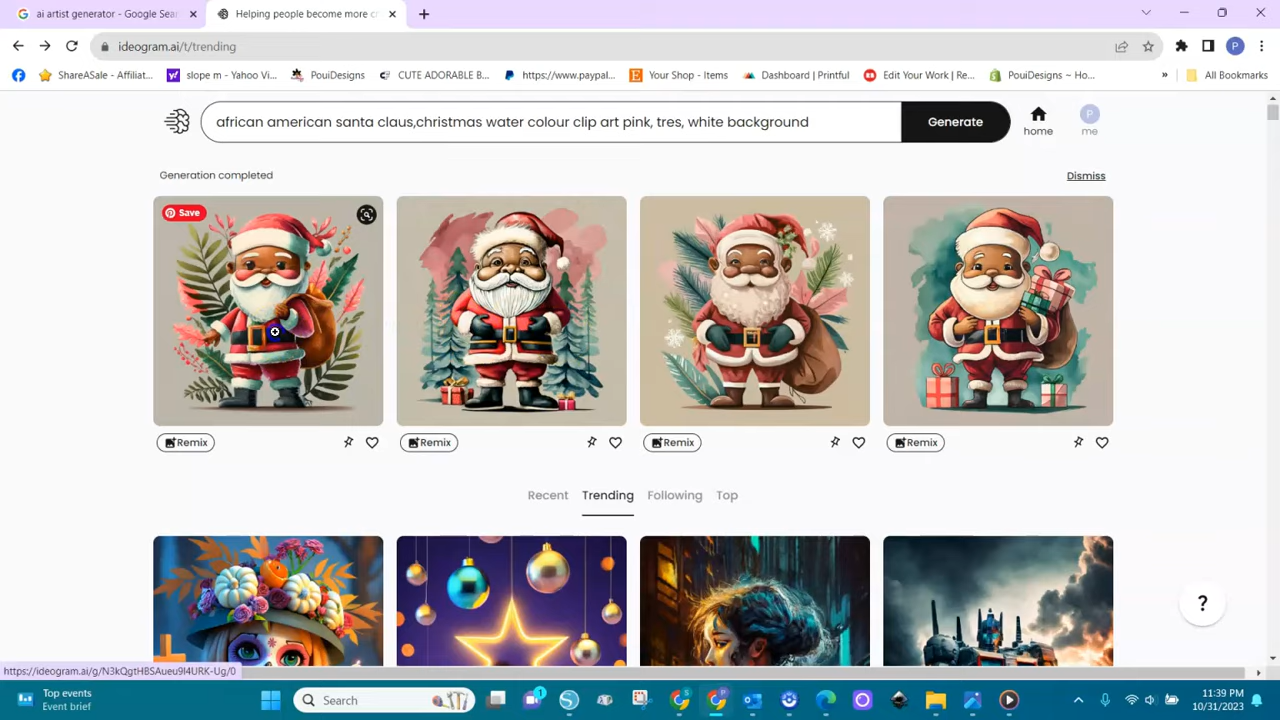 ai artist generator - Google Sear
Helping people become more cr
ideogram.ai/t/trending
ShareASale - Affiliat...
slope m - Yahoo Vi...
PouiDesigns
CUTE ADORABLE B...
https://www.paypal...
Your Shop - Items
Dashboard | Printful
Edit Your Work | Re...
PouiDesigns ~ Ho...
»
All Bookmarks
african american santa claus,christmas water colour clip art pink, tres, white background
Generate
home
me
Generation completed
Dismiss
Save
Remix
Remix
Remix
Remix
Recent
Trending
Following
Top
?
https://ideogram.ai/g/N3kQgtHBSAueu9l4URK-Ug/0
Top events
Event brief
Search
1
11:39 PM
10/31/2023